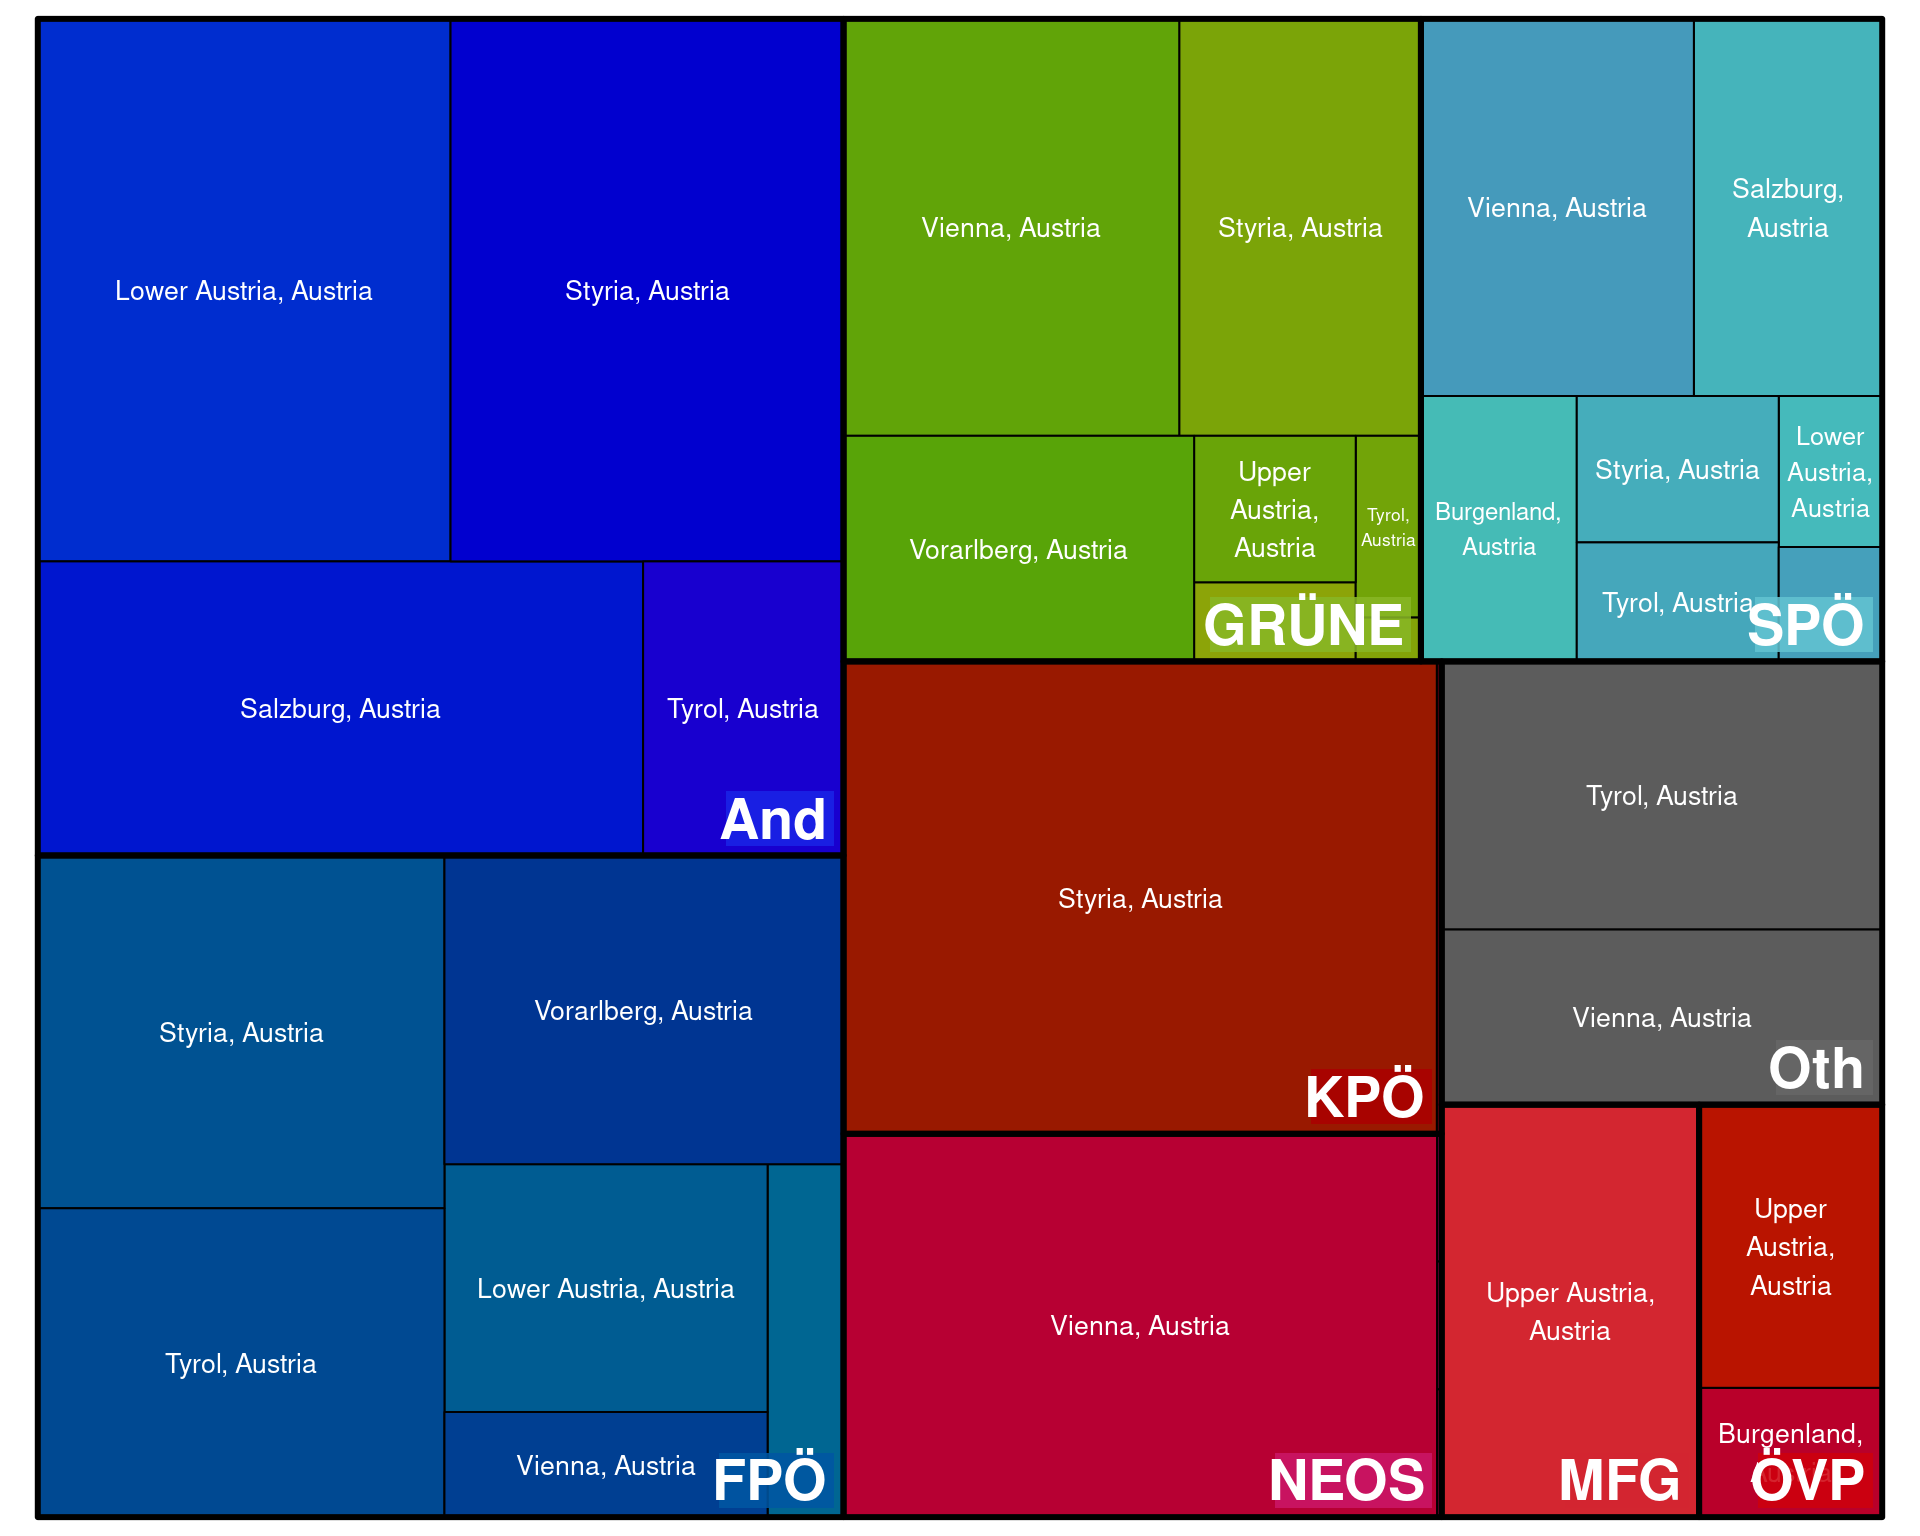 Lower Austria, Austria
Styria, Austria
Salzburg, Austria
Tyrol, Austria
And
Styria, Austria
Vorarlberg, Austria
Tyrol, Austria
Lower Austria, Austria
Vienna, Austria
FPÖ
Vienna, Austria
Styria, Austria
Vorarlberg, Austria
Upper
Austria,
Austria
Tyrol,
Austria
GRÜNE
Vienna, Austria
Salzburg,
Austria
Burgenland,
Austria
Styria, Austria
Tyrol, Austria
Lower
Austria,
Austria
SPÖ
Styria, Austria
KPÖ
Tyrol, Austria
Vienna, Austria
Oth
Vienna, Austria
NEOS
Upper Austria,
Austria
MFG
Upper
Austria,
Austria
Burgenland,
ÖVP